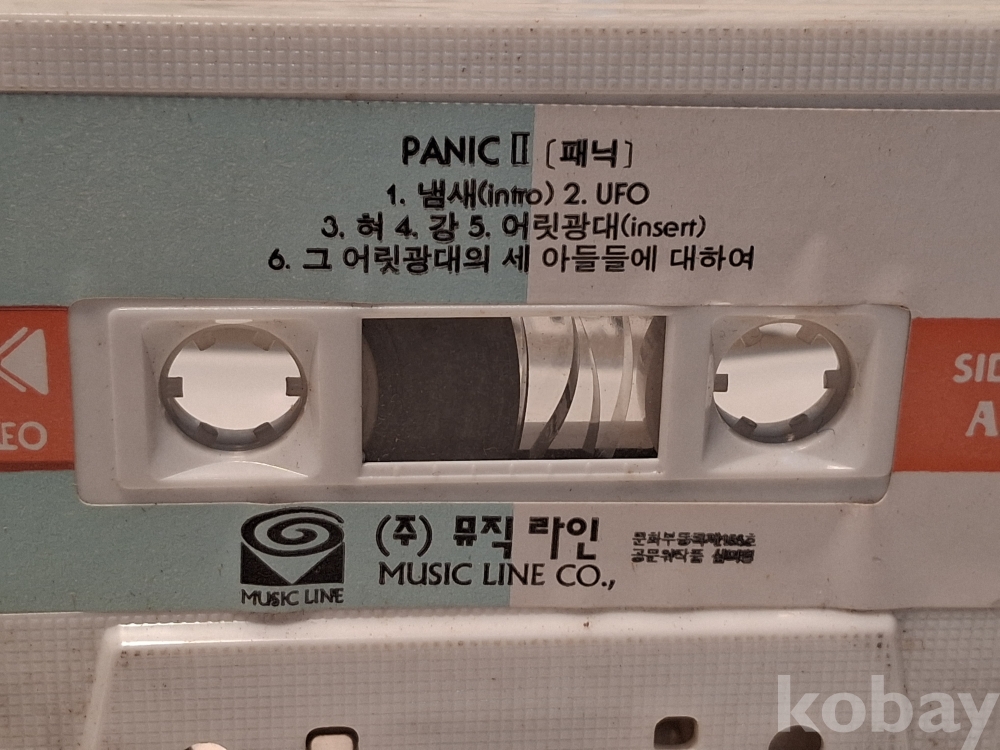 PANIC Ⅱ [패닉]
1. 냄새(intro) 2. UFO
3. 혀 4. 강 5. 어릿광대(insert)
6. 그 어릿광대의 세 아들들에 대하여
SID
A
EO
(주) 뮤직 라인
MUSIC LINE CO.,
MUSIC LINE
kobay